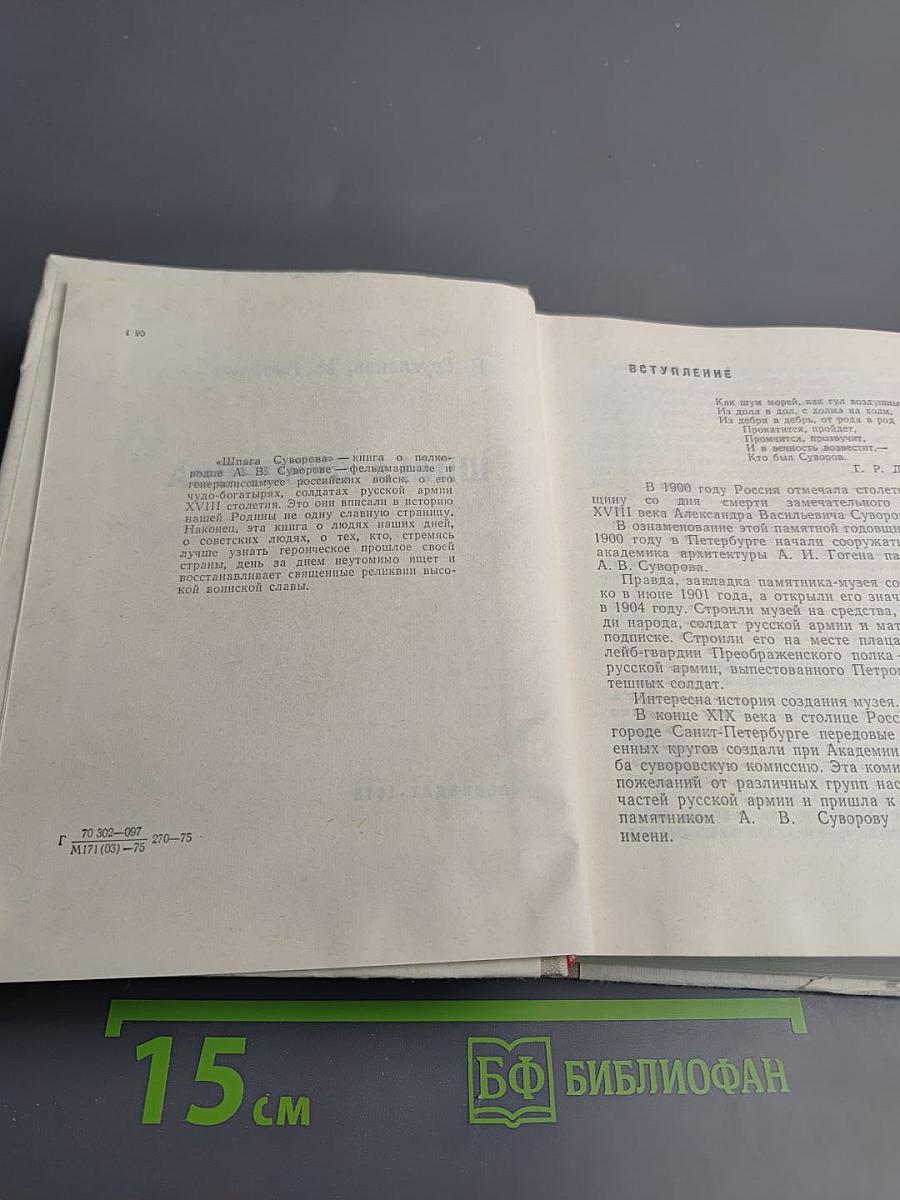 1 90
«Шпага Суворова» — книга о полко-
водце А. В. Суворове — фельдмаршале и
генералиссимусе российских войск, о его
чудо-богатырях, солдатах русской армии
XVIII столетия. Это они вписали в историю
нашей Родины не одну славную страницу.
Наконец, эта книга о людях наших дней,
о советских людях, о тех, кто, стремясь
лучше узнать героическое прошлое своей
страны, день за днем неутомимо ищет и
восстанавливает священные реликвии высо-
кой воинской славы.
Г 70 302—097
М171(03)—75 270—75
ВСТУПЛЕНИЕ
Как шум морей, как гул воздушны
Из дола в дол, с холма на холм,
Из дебри в дебрь, от рода в род
Прокатится, пройдет,
Промчится, прозвучит,
И в вечность возвестит,—
Кто был Суворов.
Г. Р. Д
В 1900 году Россия отмечала столетн
щину со дня смерти замечательного
XVIII века Александра Васильевича Суворо
В ознаменование этой памятной годовщи
1900 году в Петербурге начали сооружать
академика архитектуры А. И. Гогена па
А. В. Суворова.
Правда, закладка памятника-музея со
ко в июне 1901 года, а открыли его знач
в 1904 году. Строили музей на средства,
ди народа, солдат русской армии и мат
подписке. Строили его на месте плаца
лейб-гвардии Преображенского полка —
русской армии, выпестованного Петром
тешных солдат.
Интересна история создания музея.
В конце XIX века в столице Росс
городе Санкт-Петербурге передовые
енных кругов создали при Академии
ба суворовскую комиссию. Эта коми
пожеланий от различных групп нас
частей русской армии и пришла к
памятником А. В. Суворову
имени.
15 см
БФ БИБЛИОФАН